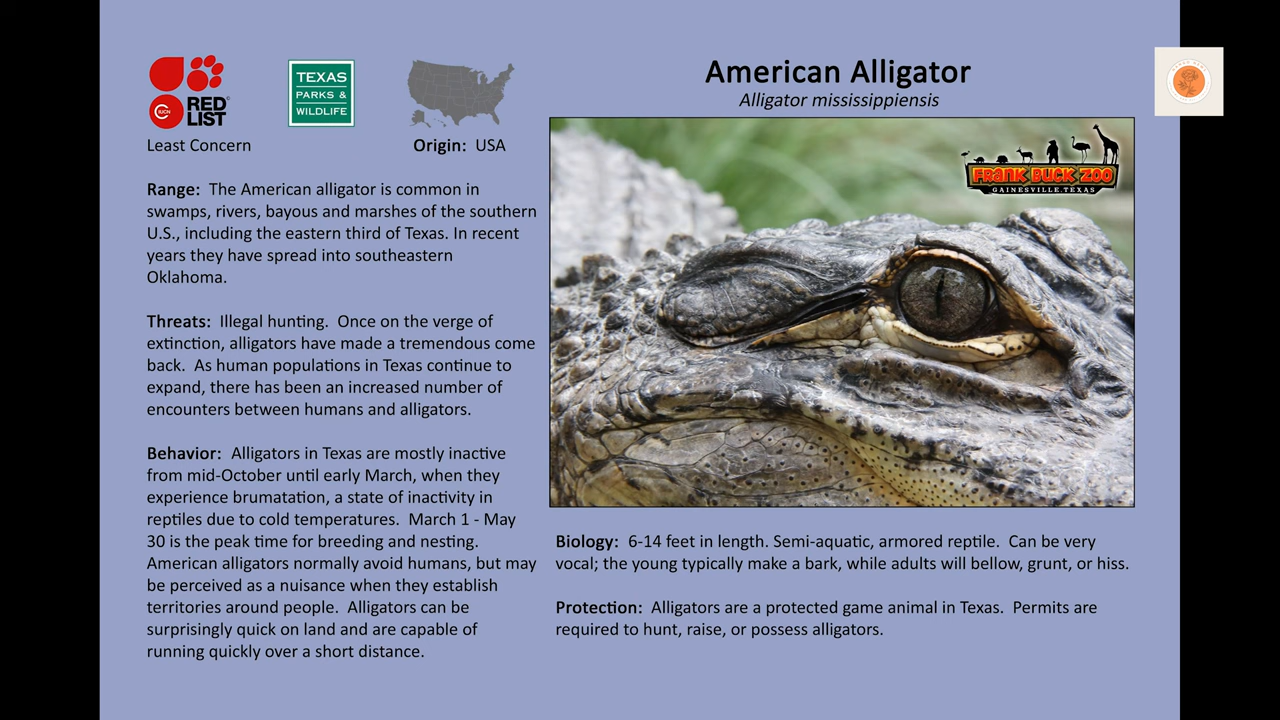 IUCN
RED
LIST
TEXAS
PARKS &
WILDLIFE
Least Concern
Origin: USA
Range: The American alligator is common in
swamps, rivers, bayous and marshes of the southern
U.S., including the eastern third of Texas. In recent
years they have spread into southeastern
Oklahoma.
Threats: Illegal hunting. Once on the verge of
extinction, alligators have made a tremendous come
back. As human populations in Texas continue to
expand, there has been an increased number of
encounters between humans and alligators.
Behavior: Alligators in Texas are mostly inactive
from mid-October until early March, when they
experience brumatation, a state of inactivity in
reptiles due to cold temperatures. March 1 - May
30 is the peak time for breeding and nesting.
American alligators normally avoid humans, but may
be perceived as a nuisance when they establish
territories around people. Alligators can be
surprisingly quick on land and are capable of
running quickly over a short distance.
American Alligator
Alligator mississippiensis
FRANK BUCK ZOO
GAINESVILLE, TEXAS
Biology: 6-14 feet in length. Semi-aquatic, armored reptile. Can be very
vocal; the young typically make a bark, while adults will bellow, grunt, or hiss.
Protection: Alligators are a protected game animal in Texas. Permits are
required to hunt, raise, or possess alligators.